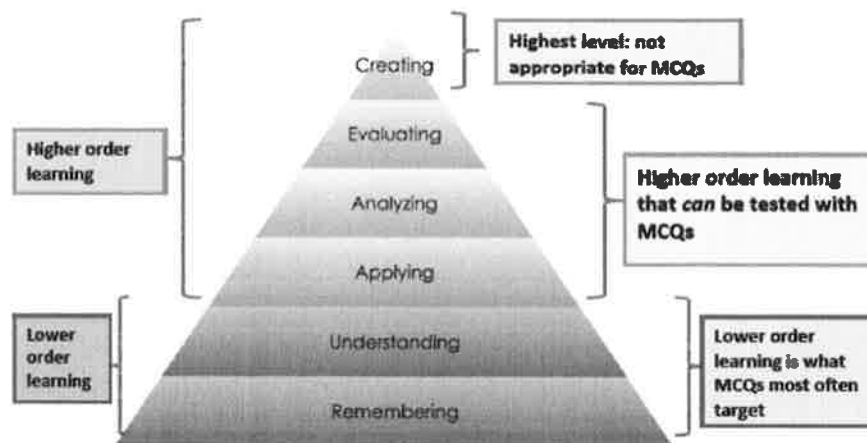 Highest level: not
appropriate for MCQs
Creating
Evaluating
Higher order
learning
Higher order learning
that can be tested with
MCQs
Analyzing
Applying
Lower
order
learning
Understanding
Lower order
learning is what
MCQs most often
target
Remembering